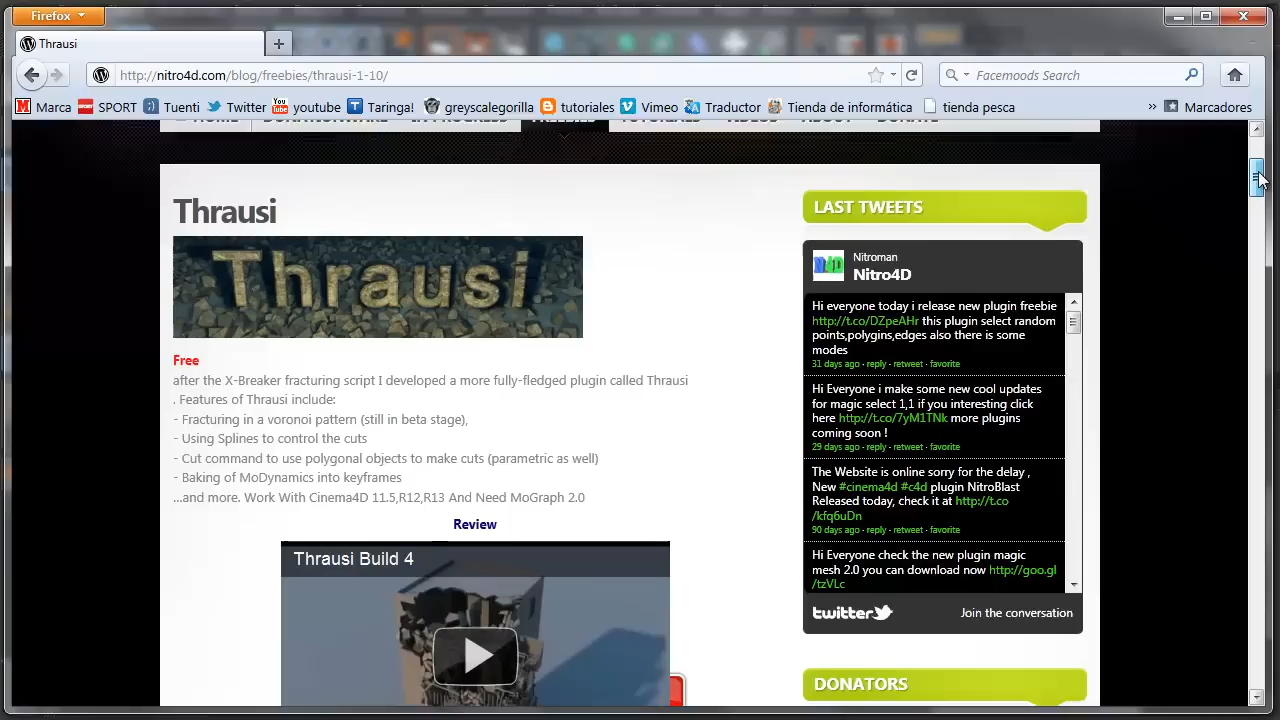 Firefox
Thrausi
http://nitro4d.com/blog/freebies/thrausi-1-10/
Facemoods Search
Marca
SPORT
Tuenti
Twitter
youtube
Taringa!
greyscalegorilla
tutoriales
Vimeo
Traductor
Tienda de informática
tienda pesca
»
Marcadores
Thrausi
Thrausi
Free
after the X-Breaker fracturing script I developed a more fully-fledged plugin called Thrausi
. Features of Thrausi include:
- Fracturing in a voronoi pattern (still in beta stage),
- Using Splines to control the cuts
- Cut command to use polygonal objects to make cuts (parametric as well)
- Baking of MoDynamics into keyframes
...and more. Work With Cinema4D 11.5,R12,R13 And Need MoGraph 2.0
Review
Thrausi Build 4
LAST TWEETS
Nitroman
Nitro4D
Hi everyone today i release new plugin freebie
http://t.co/DZpeAHr this plugin select random
points,polygins,edges also there is some
modes
31 days ago · reply · retweet · favorite
Hi Everyone i make some new cool updates
for magic select 1,1 if you interesting click
here http://t.co/7yM1TNk more plugins
coming soon !
29 days ago · reply · retweet · favorite
The Website is online sorry for the delay ,
New #cinema4d #c4d plugin NitroBlast
Released today, check it at http://t.co
/kfq6uDn
90 days ago · reply · retweet · favorite
Hi Everyone check the new plugin magic
mesh 2.0 you can download now http://goo.gl
/tzVLc
twitter
Join the conversation
DONATORS